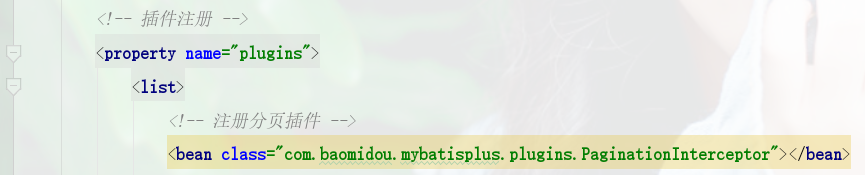 <!-- 插件注册 -->
<property name="plugins">
<list>
<!-- 注册分页插件 -->
<bean class="com.baomidou.mybatisplus.plugins.PaginationInterceptor"></bean>